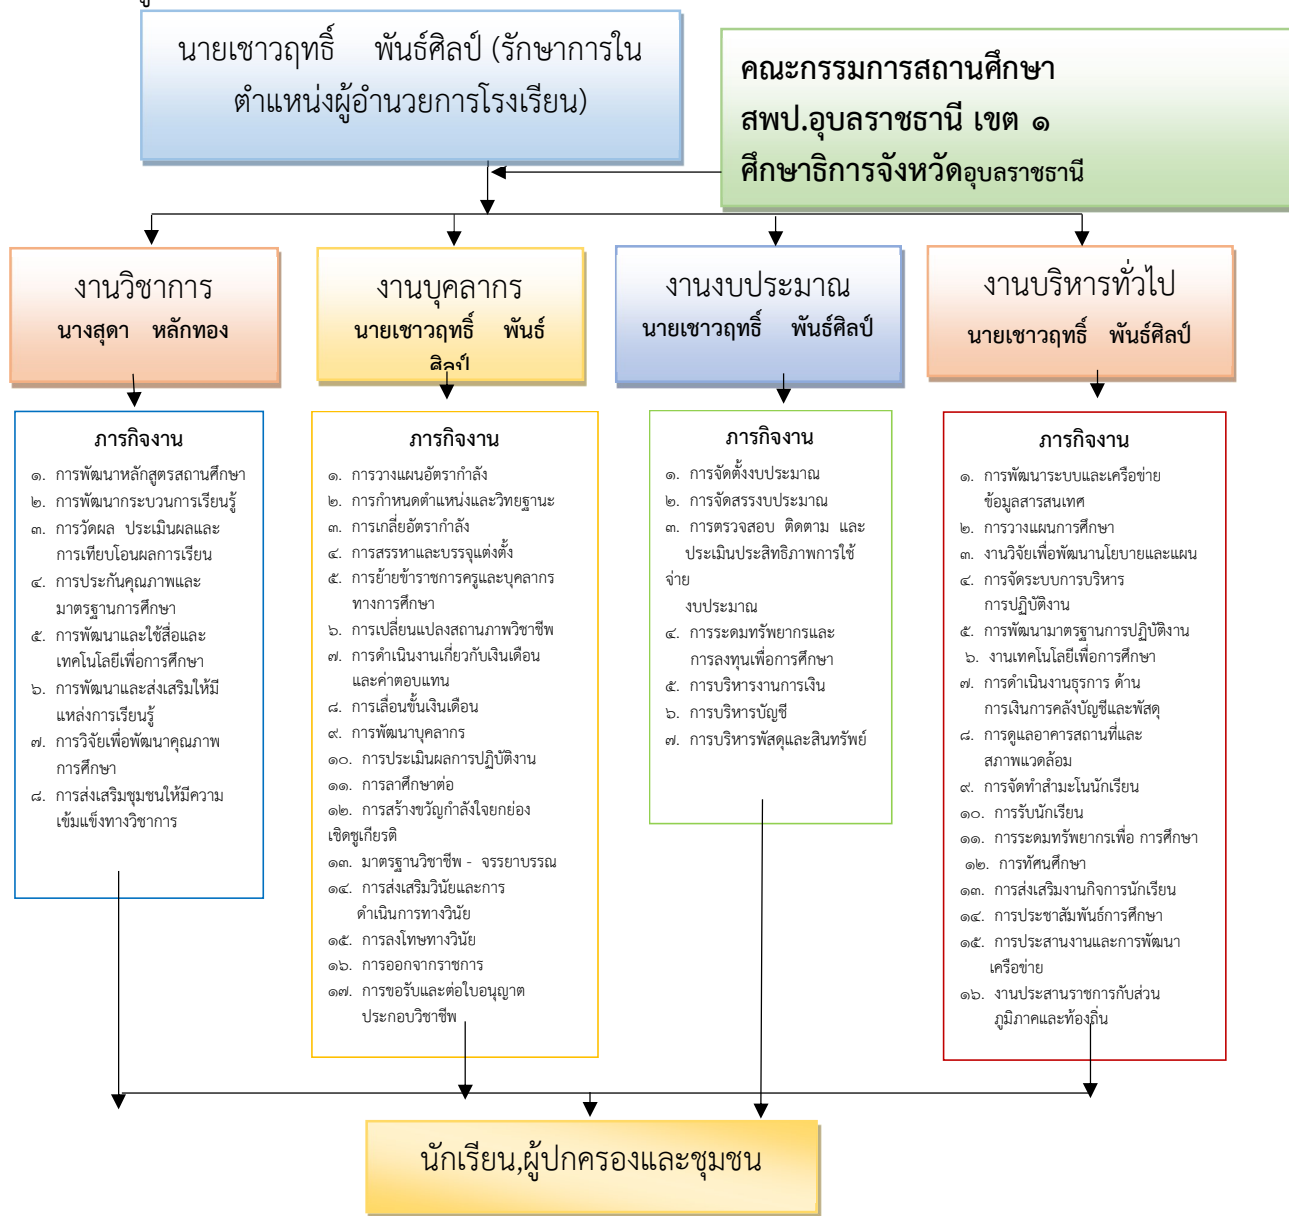 นายเชาวฤทธิ์ พันธ์ศิลป์ (รักษาการใน
ตำแหน่งผู้อำนวยการโรงเรียน)
คณะกรรมการสถานศึกษา
สพป.อุบลราชธานี เขต ๑
ศึกษาธิการจังหวัดอุบลราชธานี
งานวิชาการ
นางสุดา หลักทอง
งานบุคลากร
นายเชาวฤทธิ์ พันธ์
ศิลป์
งานงบประมาณ
นายเชาวฤทธิ์ พันธ์ศิลป์
งานบริหารทั่วไป
นายเชาวฤทธิ์ พันธ์ศิลป์
ภารกิจงาน
๑. การพัฒนาหลักสูตรสถานศึกษา
๒. การพัฒนากระบวนการเรียนรู้
๓. การวัดผล ประเมินผลและ
การเทียบโอนผลการเรียน
๔. การประกันคุณภาพและ
มาตรฐานการศึกษา
๕. การพัฒนาและใช้สื่อและ
เทคโนโลยีเพื่อการศึกษา
๖. การพัฒนาและส่งเสริมให้มี
แหล่งการเรียนรู้
๗. การวิจัยเพื่อพัฒนาคุณภาพ
การศึกษา
๘. การส่งเสริมชุมชนให้มีความ
เข้มแข็งทางวิชาการ
ภารกิจงาน
๑. การวางแผนอัตรากำลัง
๒. การกำหนดตำแหน่งและวิทยฐานะ
๓. การเกลี่ยอัตรากำลัง
๔. การสรรหาและบรรจุแต่งตั้ง
๕. การย้ายข้าราชการครูและบุคลากร
ทางการศึกษา
๖. การเปลี่ยนแปลงสถานภาพวิชาชีพ
๗. การดำเนินงานเกี่ยวกับเงินเดือน
และค่าตอบแทน
๘. การเลื่อนขั้นเงินเดือน
๙. การพัฒนาบุคลากร
๑๐. การประเมินผลการปฏิบัติงาน
๑๑. การลาศึกษาต่อ
๑๒. การสร้างขวัญกำลังใจยกย่อง
เชิดชูเกียรติ
๑๓. มาตรฐานวิชาชีพ - จรรยาบรรณ
๑๔. การส่งเสริมวินัยและการ
ดำเนินการทางวินัย
๑๕. การลงโทษทางวินัย
๑๖. การออกจากราชการ
๑๗. การขอรับและต่อใบอนุญาต
ประกอบวิชาชีพ
ภารกิจงาน
๑. การจัดตั้งงบประมาณ
๒. การจัดสรรงบประมาณ
๓. การตรวจสอบ ติดตาม และ
ประเมินประสิทธิภาพการใช้
จ่าย
งบประมาณ
๔. การระดมทรัพยากรและ
การลงทุนเพื่อการศึกษา
๕. การบริหารงานการเงิน
๖. การบริหารบัญชี
๗. การบริหารพัสดุและสินทรัพย์
ภารกิจงาน
๑. การพัฒนาระบบและเครือข่าย
ข้อมูลสารสนเทศ
๒. การวางแผนการศึกษา
๓. งานวิจัยเพื่อพัฒนานโยบายและแผน
๔. การจัดระบบการบริหาร
การปฏิบัติงาน
๕. การพัฒนามาตรฐานการปฏิบัติงาน
๖. งานเทคโนโลยีเพื่อการศึกษา
๗. การดำเนินงานธุรการ ด้าน
การเงินการคลังบัญชีและพัสดุ
๘. การดูแลอาคารสถานที่และ
สภาพแวดล้อม
๙. การจัดทำสำมะโนนักเรียน
๑๐. การรับนักเรียน
๑๑. การระดมทรัพยากรเพื่อ การศึกษา
๑๒. การทัศนศึกษา
๑๓. การส่งเสริมงานกิจการนักเรียน
๑๔. การประชาสัมพันธ์การศึกษา
๑๕. การประสานงานและการพัฒนา
เครือข่าย
๑๖. งานประสานราชการกับส่วน
ภูมิภาคและท้องถิ่น
นักเรียน,ผู้ปกครองและชุมชน